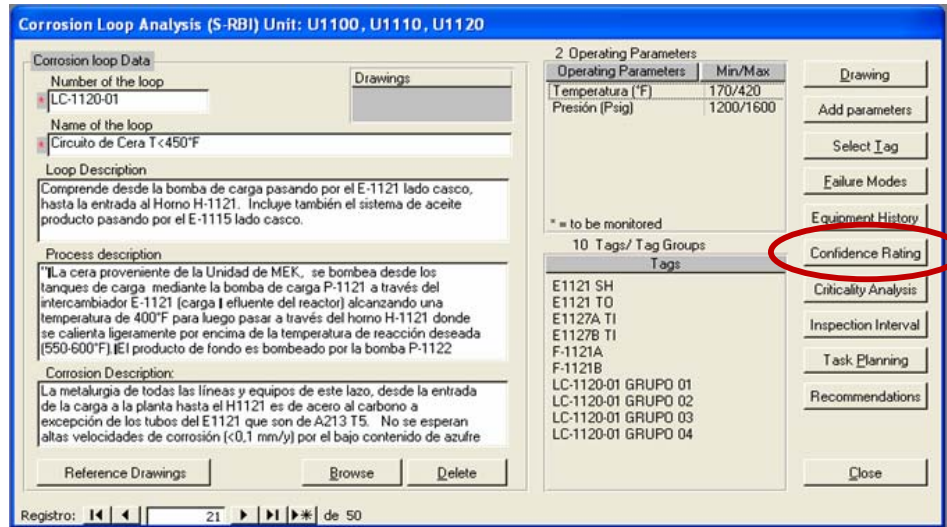 Corrosion Loop Analysis (S-RBI) Unit: U1100, U1110, U1120
Corrosion loop Data
Number of the loop
* LC-1120-01
Drawings
Name of the loop
* Circuito de Cera T<450°F
Loop Description
Comprende desde la bomba de carga pasando por el E-1121 lado casco,
hasta la entrada al Horno H-1121. Incluye también el sistema de aceite
producto pasando por el E-1115 lado casco.
Process description
"La cera proveniente de la Unidad de MEK, se bombea desde los
tanques de carga mediante la bomba de carga P-1121 a través del
intercambiador E-1121 (carga | efluente del reactor) alcanzando una
temperatura de 400°F para luego pasar a través del horno H-1121 donde
se calienta ligeramente por encima de la temperatura de reacción deseada
(550-600°F).El producto de fondo es bombeado por la bomba P-1122
Corrosion Description:
La metalurgia de todas las líneas y equipos de este lazo, desde la entrada
de la carga a la planta hasta el H1121 es de acero al carbono a
excepción de los tubos del E1121 que son de A213 T5. No se esperan
altas velocidades de corrosión (<0,1 mm/y) por el bajo contenido de azufre
Reference Drawings
Browse
Delete
2 Operating Parameters
Operating Parameters Min/Max
Temperatura (°F) 170/420
Presión (Psig) 1200/1600
* = to be monitored
10 Tags/ Tag Groups
Tags
E1121 SH
E1121 TO
E1127A TI
E1127B TI
F-1121A
F-1121B
LC-1120-01 GRUPO 01
LC-1120-01 GRUPO 02
LC-1120-01 GRUPO 03
LC-1120-01 GRUPO 04
Drawing
Add parameters
Select Tag
Failure Modes
Equipment History
Confidence Rating
Criticality Analysis
Inspection Interval
Task Planning
Recommendations
Close
Registro: 21 de 50